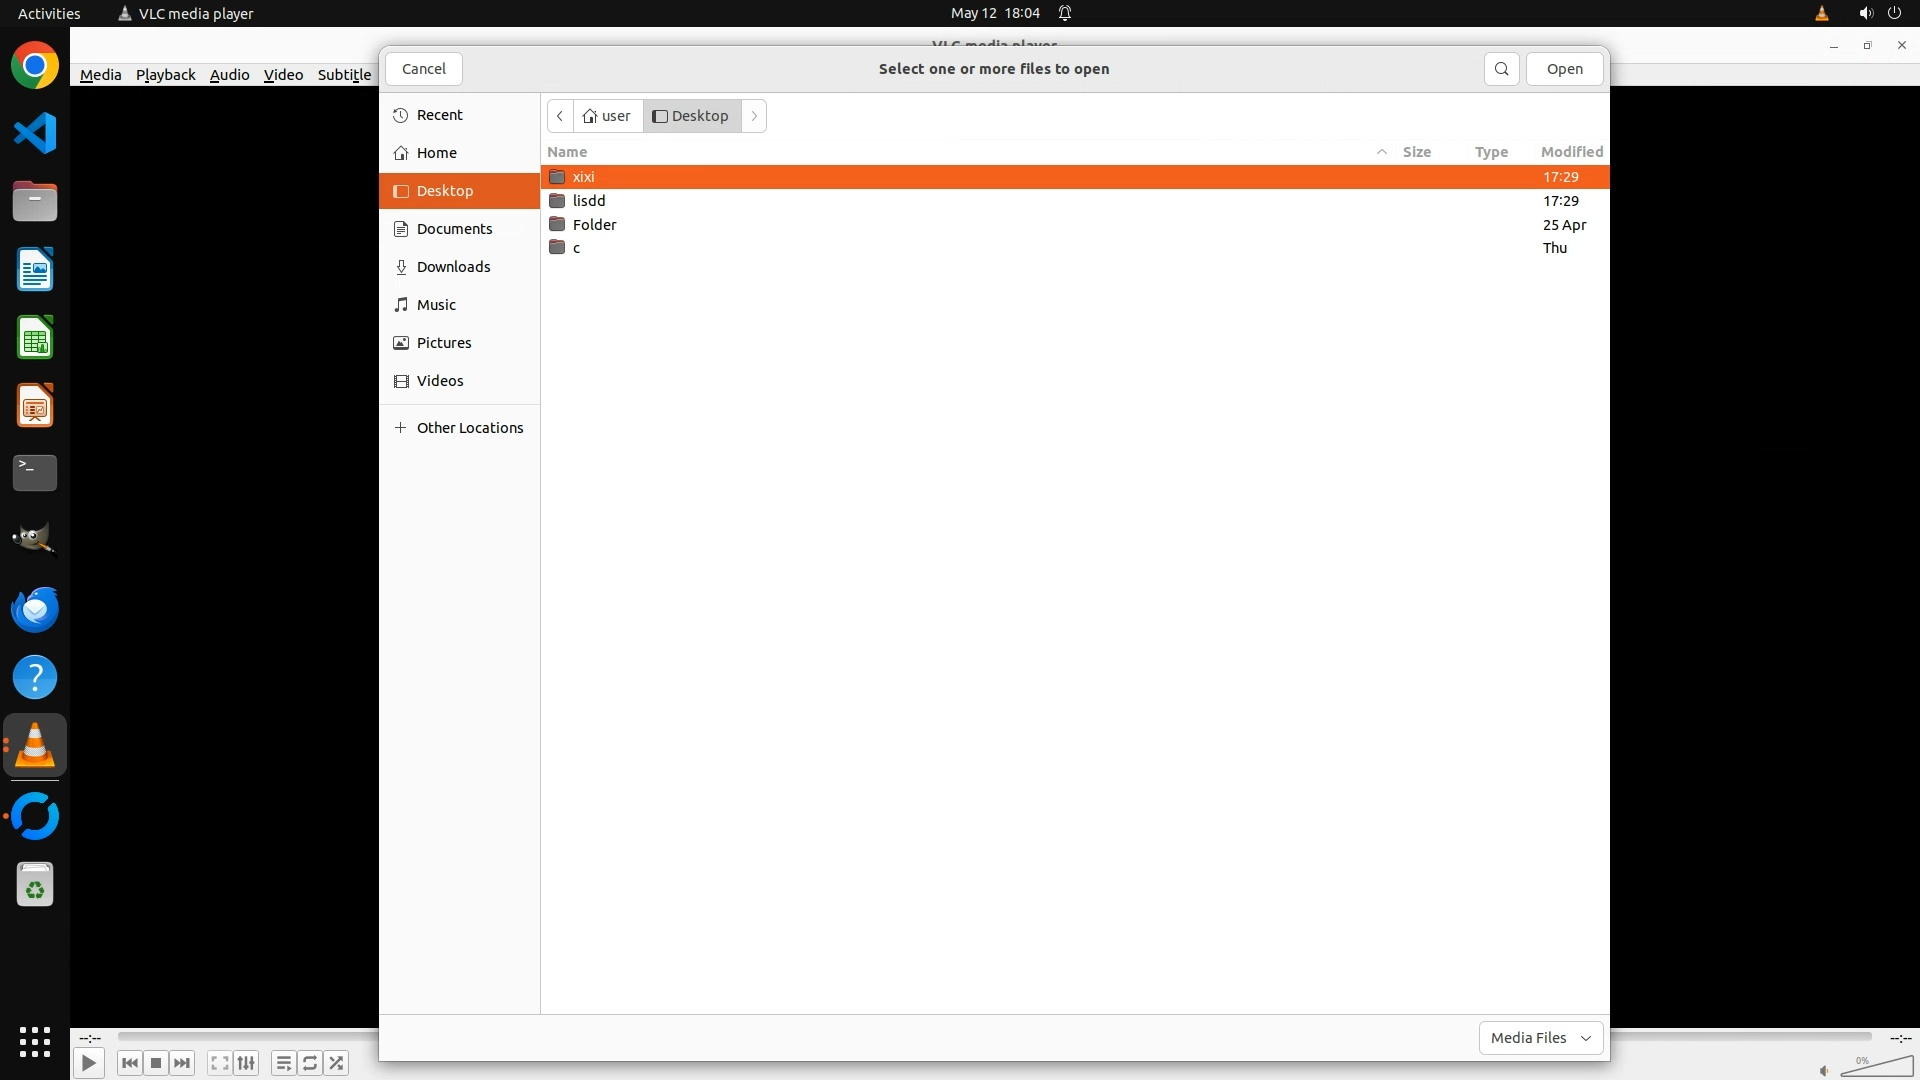 Activities
VLC media player
May 12 18:04
Media Playback Audio Video Subtitle
Cancel
Select one or more files to open
Open
Recent
Home
Desktop
Documents
Downloads
Music
Pictures
Videos
Other Locations
user
Desktop
Name Size Type Modified
xixi 17:29
lisdd 17:29
Folder 25 Apr
c Thu
Media Files
--:--
--:--
0%